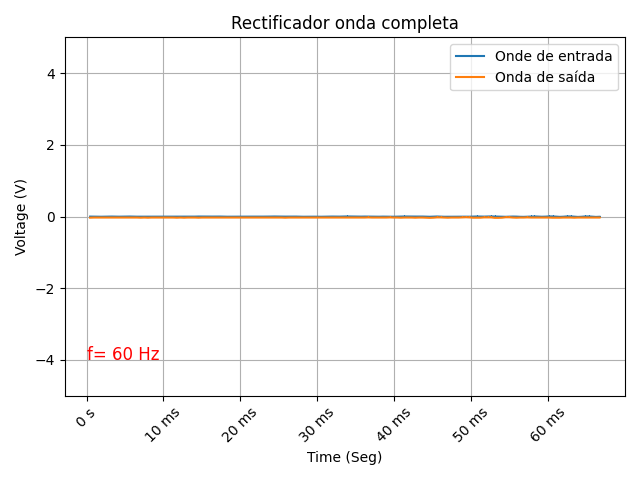 Rectificador onda completa
Onde de entrada
Onda de saída
Voltage (V)
4
2
0
−2
−4
f= 60 Hz
0 s
10 ms
20 ms
30 ms
40 ms
50 ms
60 ms
Time (Seg)